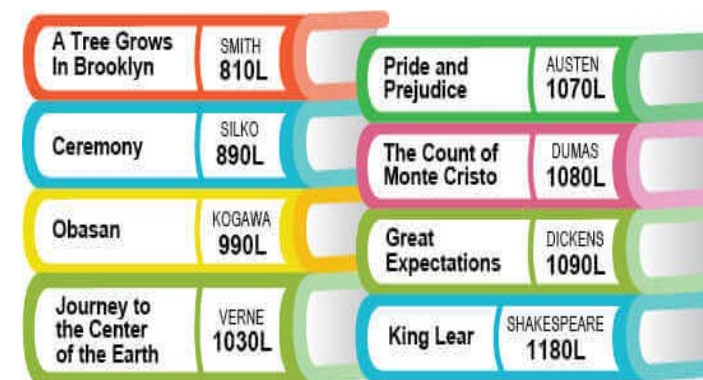 A Tree Grows
In Brooklyn
SMITH
810L
Ceremony
SILKO
890L
Obasan
KOGAWA
990L
Journey to
the Center
of the Earth
VERNE
1030L
Pride and
Prejudice
AUSTEN
1070L
The Count of
Monte Cristo
DUMAS
1080L
Great
Expectations
DICKENS
1090L
King Lear
SHAKESPEARE
1180L